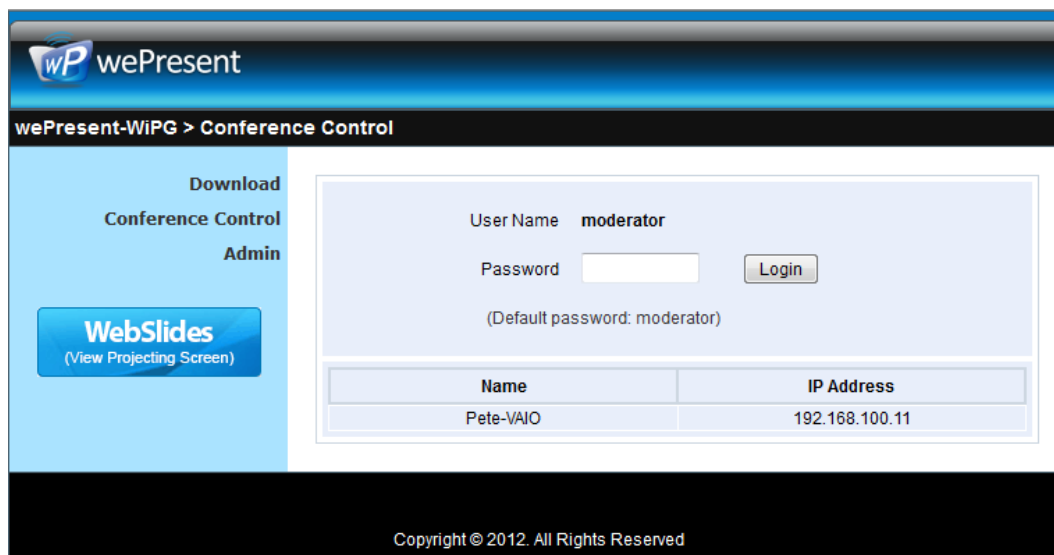 wP wePresent
wePresent-WiPG > Conference Control
Download
Conference Control
Admin
WebSlides
(View Projecting Screen)
User Name moderator
Password Login
(Default password: moderator)
Name IP Address
Pete-VAIO 192.168.100.11
Copyright © 2012. All Rights Reserved